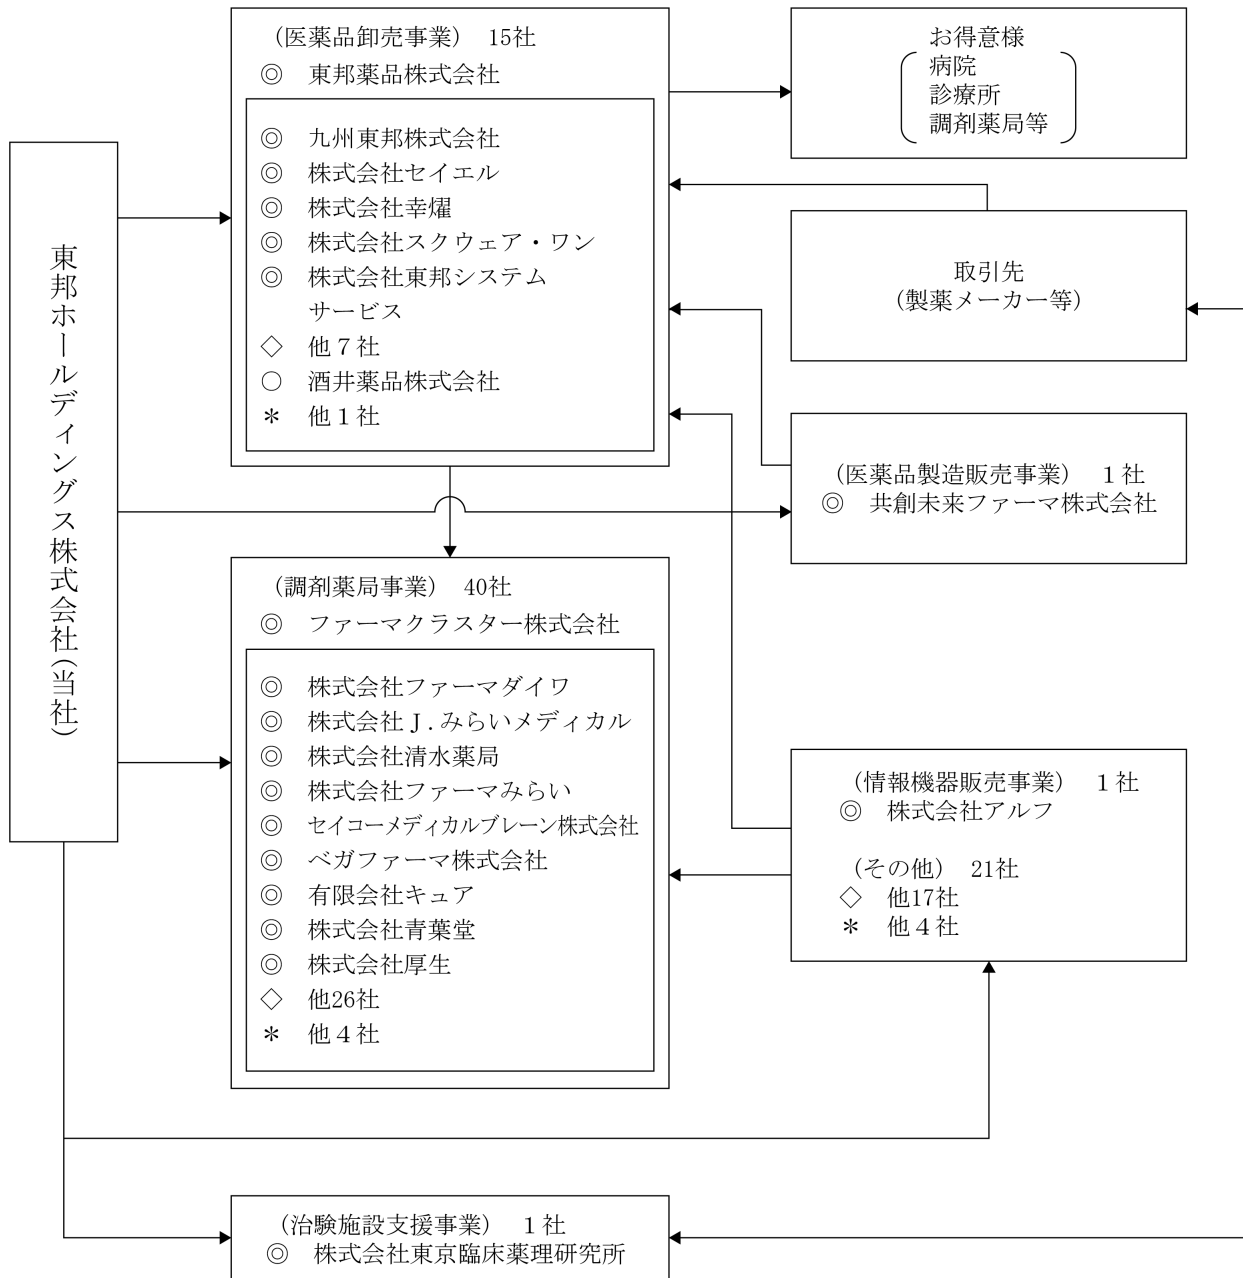 東邦ホールディングス株式会社(当社)
(医薬品卸売事業) 15社
◎ 東邦薬品株式会社
◎ 九州東邦株式会社
◎ 株式会社セイエル
◎ 株式会社幸燿
◎ 株式会社スクウェア・ワン
◎ 株式会社東邦システム
サービス
◇ 他7社
○ 酒井薬品株式会社
* 他1社
(調剤薬局事業) 40社
◎ ファーマクラスター株式会社
◎ 株式会社ファーマダイワ
◎ 株式会社J.みらいメディカル
◎ 株式会社清水薬局
◎ 株式会社ファーマみらい
◎ セイコーメディカルブレーン株式会社
◎ ベガファーマ株式会社
◎ 有限会社キュア
◎ 株式会社青葉堂
◎ 株式会社厚生
◇ 他26社
* 他4社
(治験施設支援事業) 1社
◎ 株式会社東京臨床薬理研究所
お得意様
病院
診療所
調剤薬局等
取引先
(製薬メーカー等)
(医薬品製造販売事業) 1社
◎ 共創未来ファーマ株式会社
(情報機器販売事業) 1社
◎ 株式会社アルフ
(その他) 21社
◇ 他17社
* 他4社